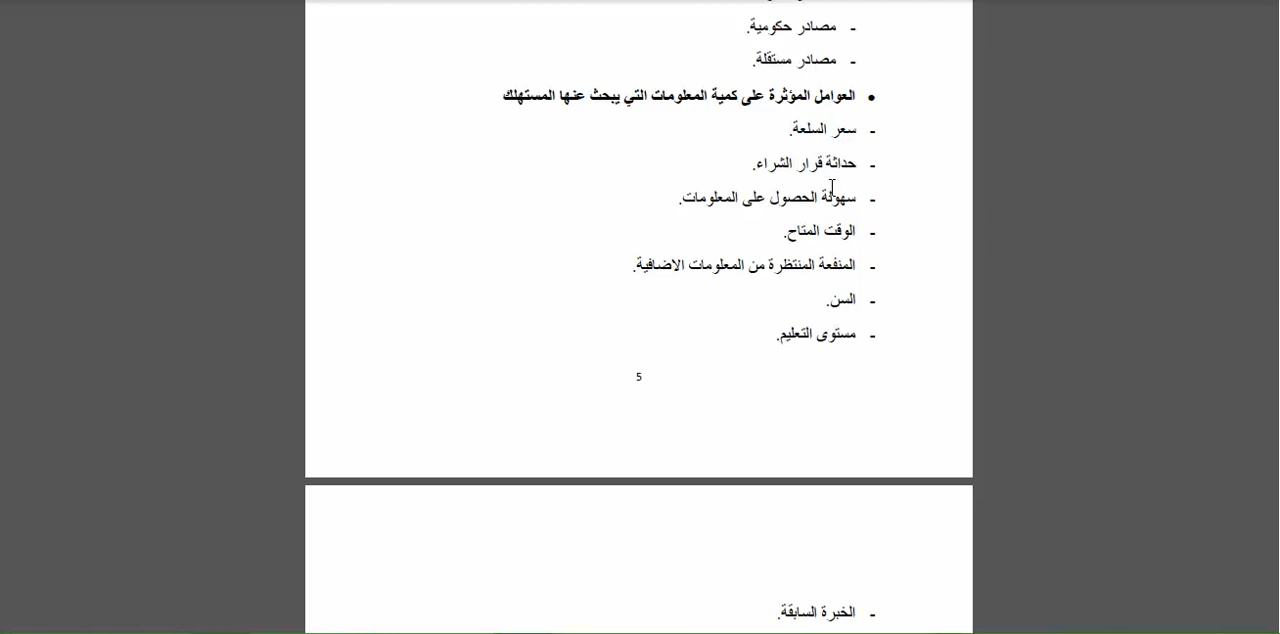 - مصادر حكومية.
- مصادر مستقلة.
• العوامل المؤثرة على كمية المعلومات التي يبحث عنها المستهلك
- سعر السلعة.
- حداثة قرار الشراء.
- سهولة الحصول على المعلومات.
- الوقت المتاح.
- المنفعة المنتظرة من المعلومات الاضافية.
- السن.
- مستوى التعليم.
5
- الخبرة السابقة.